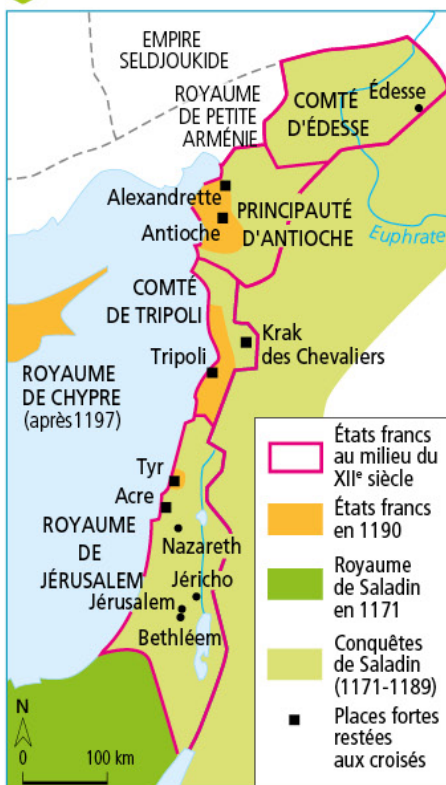 EMPIRE
SELDJOUKIDE
ROYAUME
DE PETITE
ARMÉNIE
COMTÉ
D'ÉDESSE
Édesse
Alexandrette
Antioche
PRINCIPAUTÉ
D'ANTIOCHE
Euphrate
COMTÉ
DE TRIPOLI
Krak
des Chevaliers
Tripoli
ROYAUME
DE CHYPRE
(après1197)
Tyr
Acre
ROYAUME
DE
JÉRUSALEM
Nazareth
Jéricho
Jérusalem
Bethléem
N
0 100 km
États francs
au milieu du
XIIe siècle
États francs
en 1190
Royaume
de Saladin
en 1171
Conquêtes
de Saladin
(1171-1189)
Places fortes
restées
aux croisés